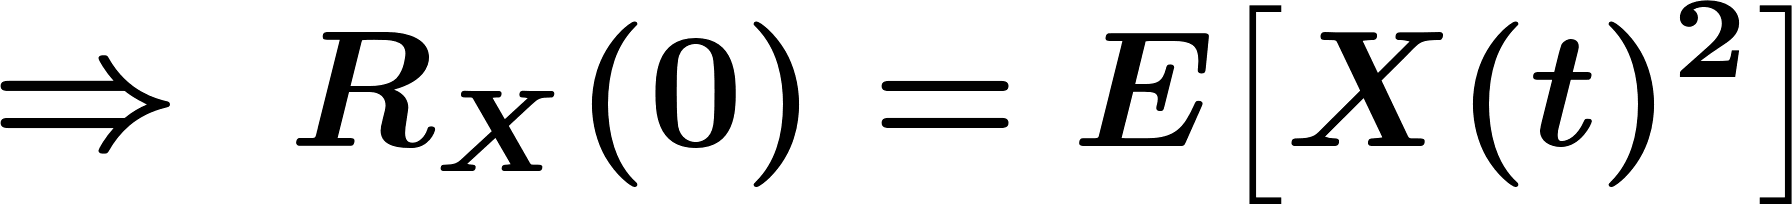 ⇒ R_X(0) = E[X(t)²]